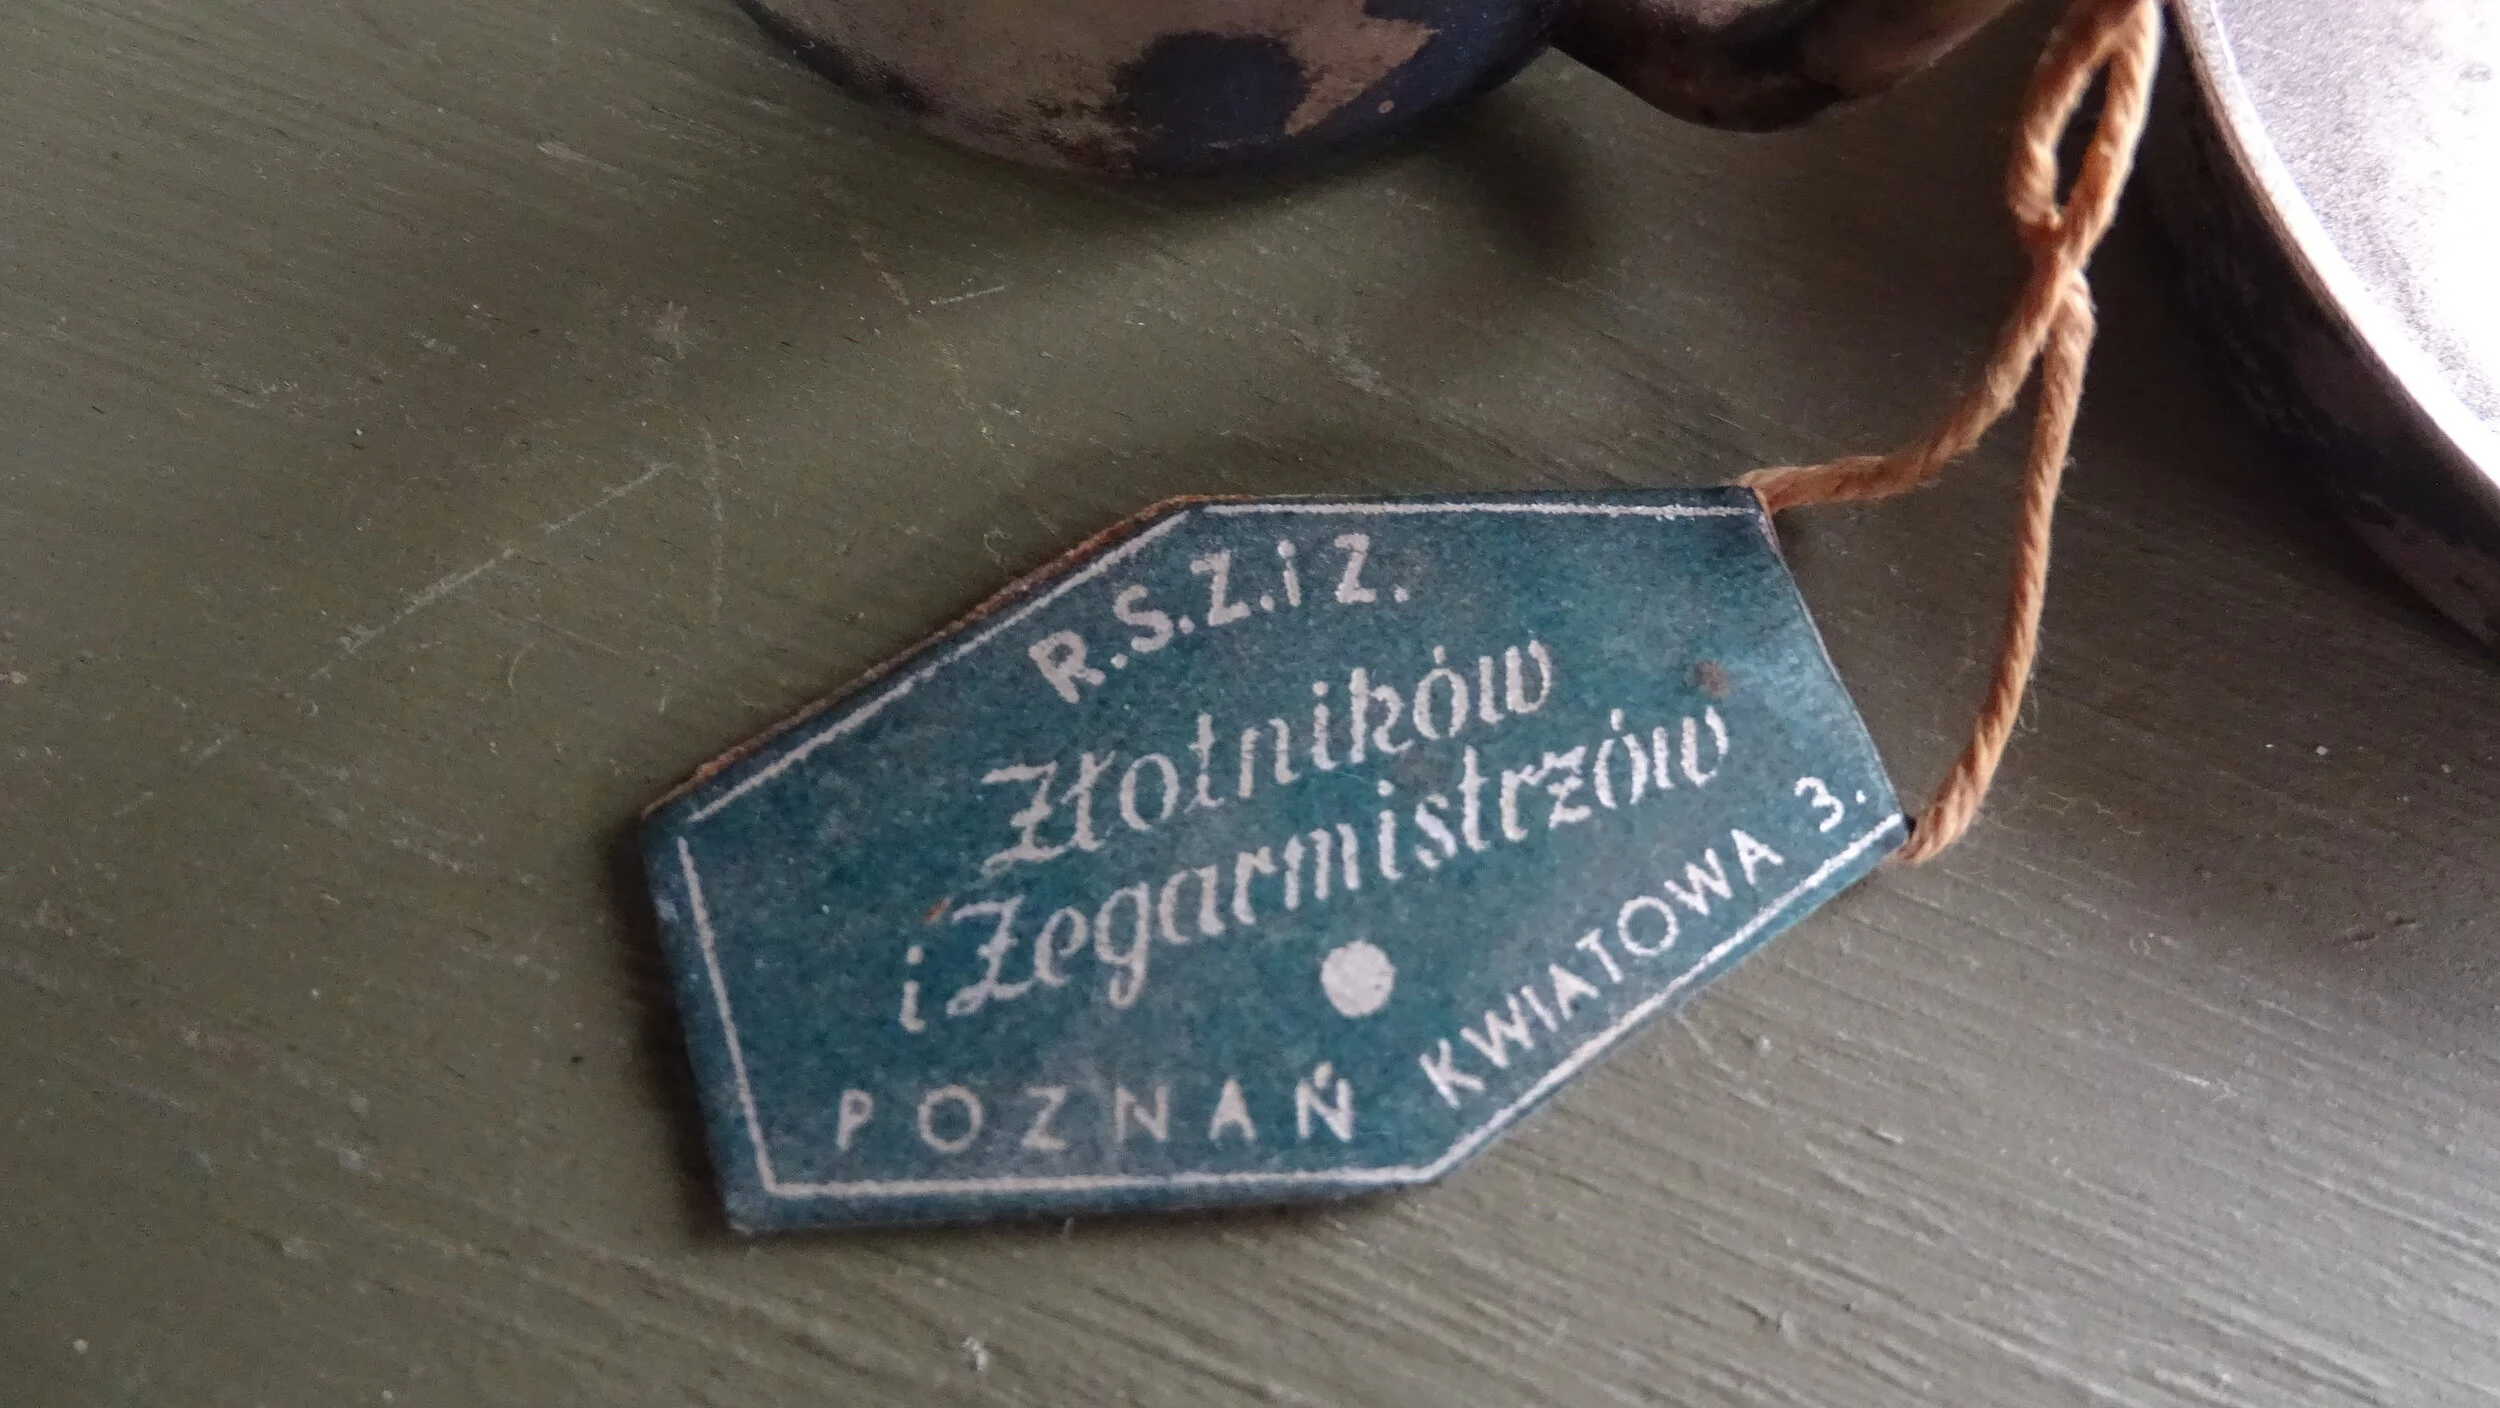 R.S.Z.i Z.
Złotników
i Zegarmistrzów
POZNAŃ KWIATOWA 3.